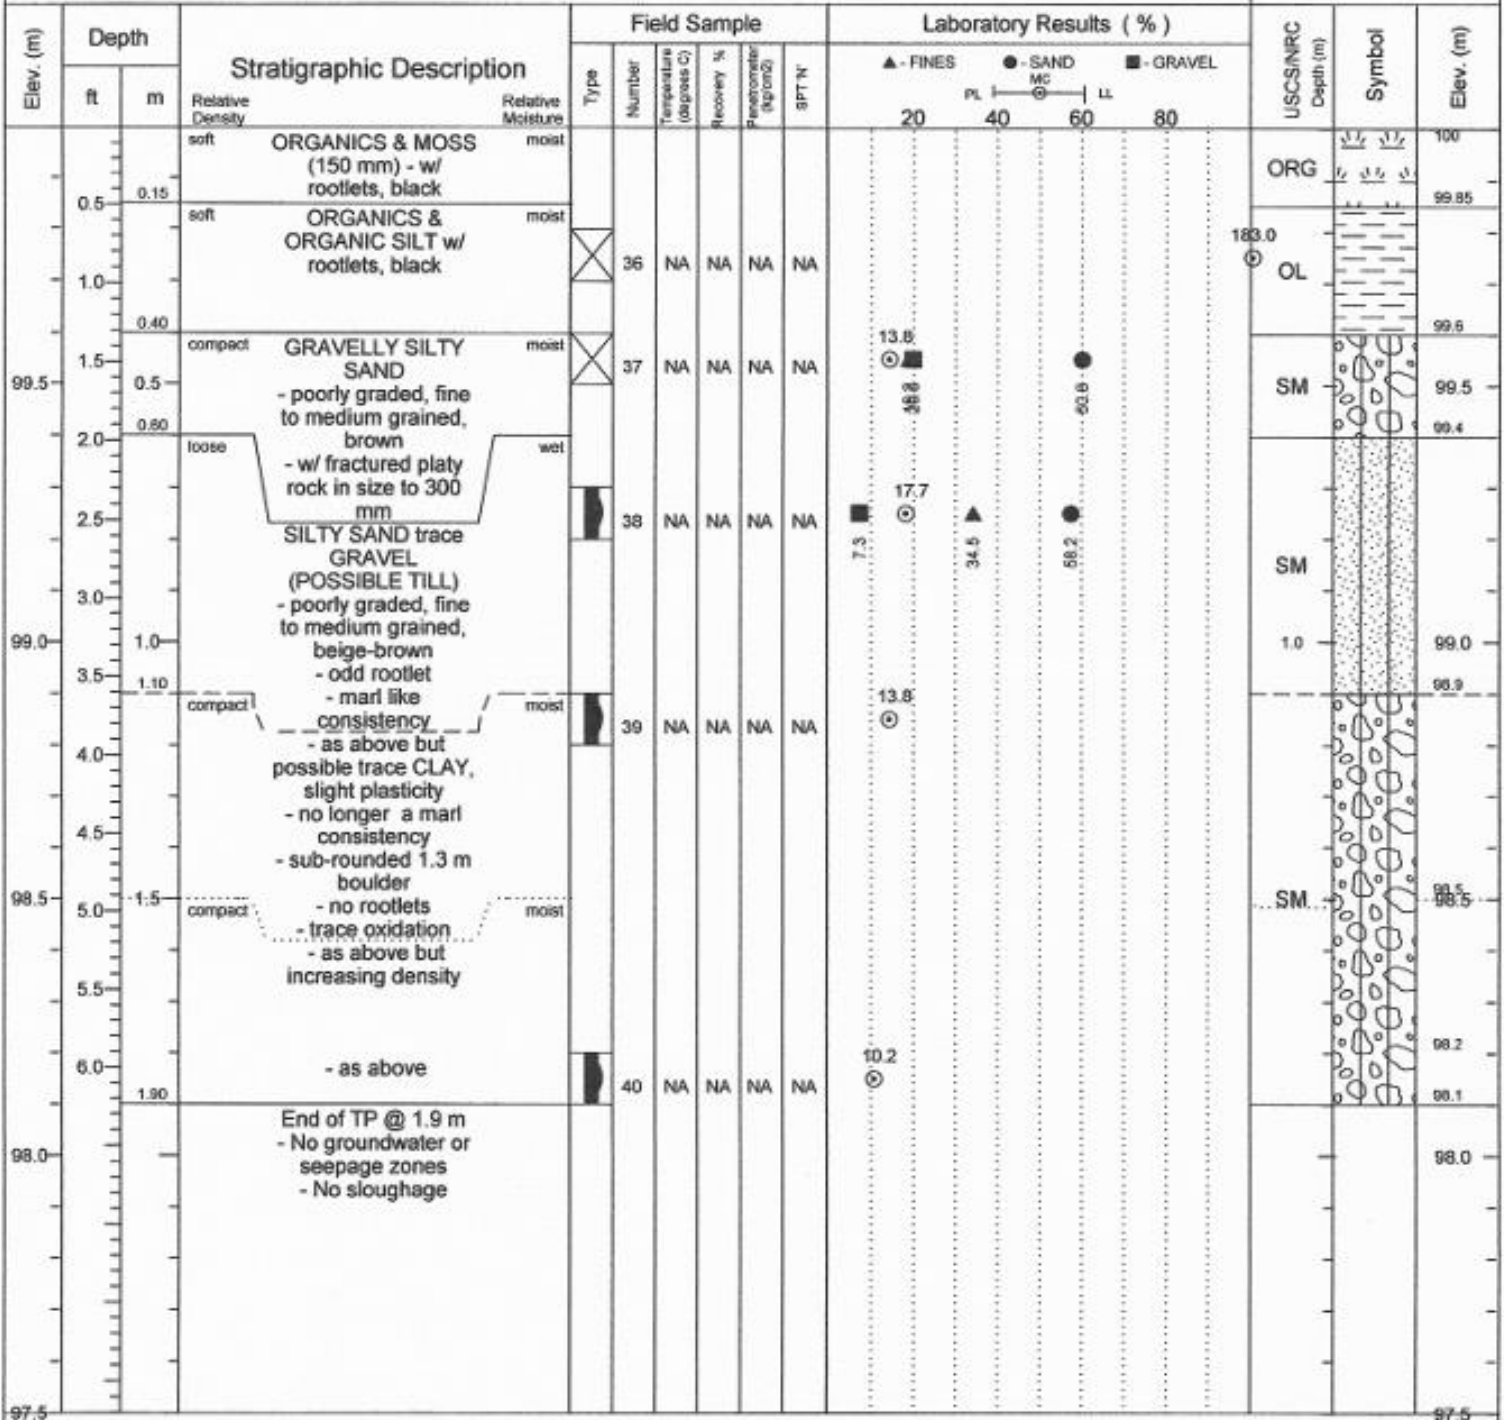 Elev. (m)
Depth
ft
m
Stratigraphic Description
Relative Density
Relative Moisture
Field Sample
Type
Number
Temperature (degrees C)
Recovery %
Penetrometer (kg/cm2)
SPT'N'
Laboratory Results ( % )
▲ - FINES ● - SAND ■ - GRAVEL
PL MC LL
20 40 60 80
USCS/NRC
Depth (m)
Symbol
Elev. (m)
soft
ORGANICS & MOSS
moist
(150 mm) - w/
rootlets, black
ORG
100
0.15
99.85
0.5
soft
ORGANICS &
moist
ORGANIC SILT w/
rootlets, black
36 NA NA NA NA
183.0
OL
1.0
0.40
99.6
compact
GRAVELLY SILTY
moist
SAND
- poorly graded, fine
to medium grained,
brown
- w/ fractured platy
rock in size to 300
mm
1.5
37 NA NA NA NA
13.8
60.6
SM
99.5
0.5
99.5
0.60
99.4
2.0
loose
wet
2.5
38 NA NA NA NA
17.7
7.3
34.5
58.2
SILTY SAND trace
GRAVEL
(POSSIBLE TILL)
- poorly graded, fine
to medium grained,
beige-brown
- odd rootlet
- marl like
consistency
SM
3.0
99.0
1.0
1.0
99.0
3.5
1.10
98.9
compact
moist
39 NA NA NA NA
13.8
- as above but
possible trace CLAY,
slight plasticity
- no longer a marl
consistency
- sub-rounded 1.3 m
boulder
- no rootlets
- trace oxidation
4.0
4.5
98.5
5.0
1.5
SM
98.5
98.5
compact
moist
- as above but
increasing density
5.5
6.0
- as above
40 NA NA NA NA
10.2
98.2
1.90
98.1
End of TP @ 1.9 m
- No groundwater or
seepage zones
- No sloughage
98.0
98.0
97.5
97.5